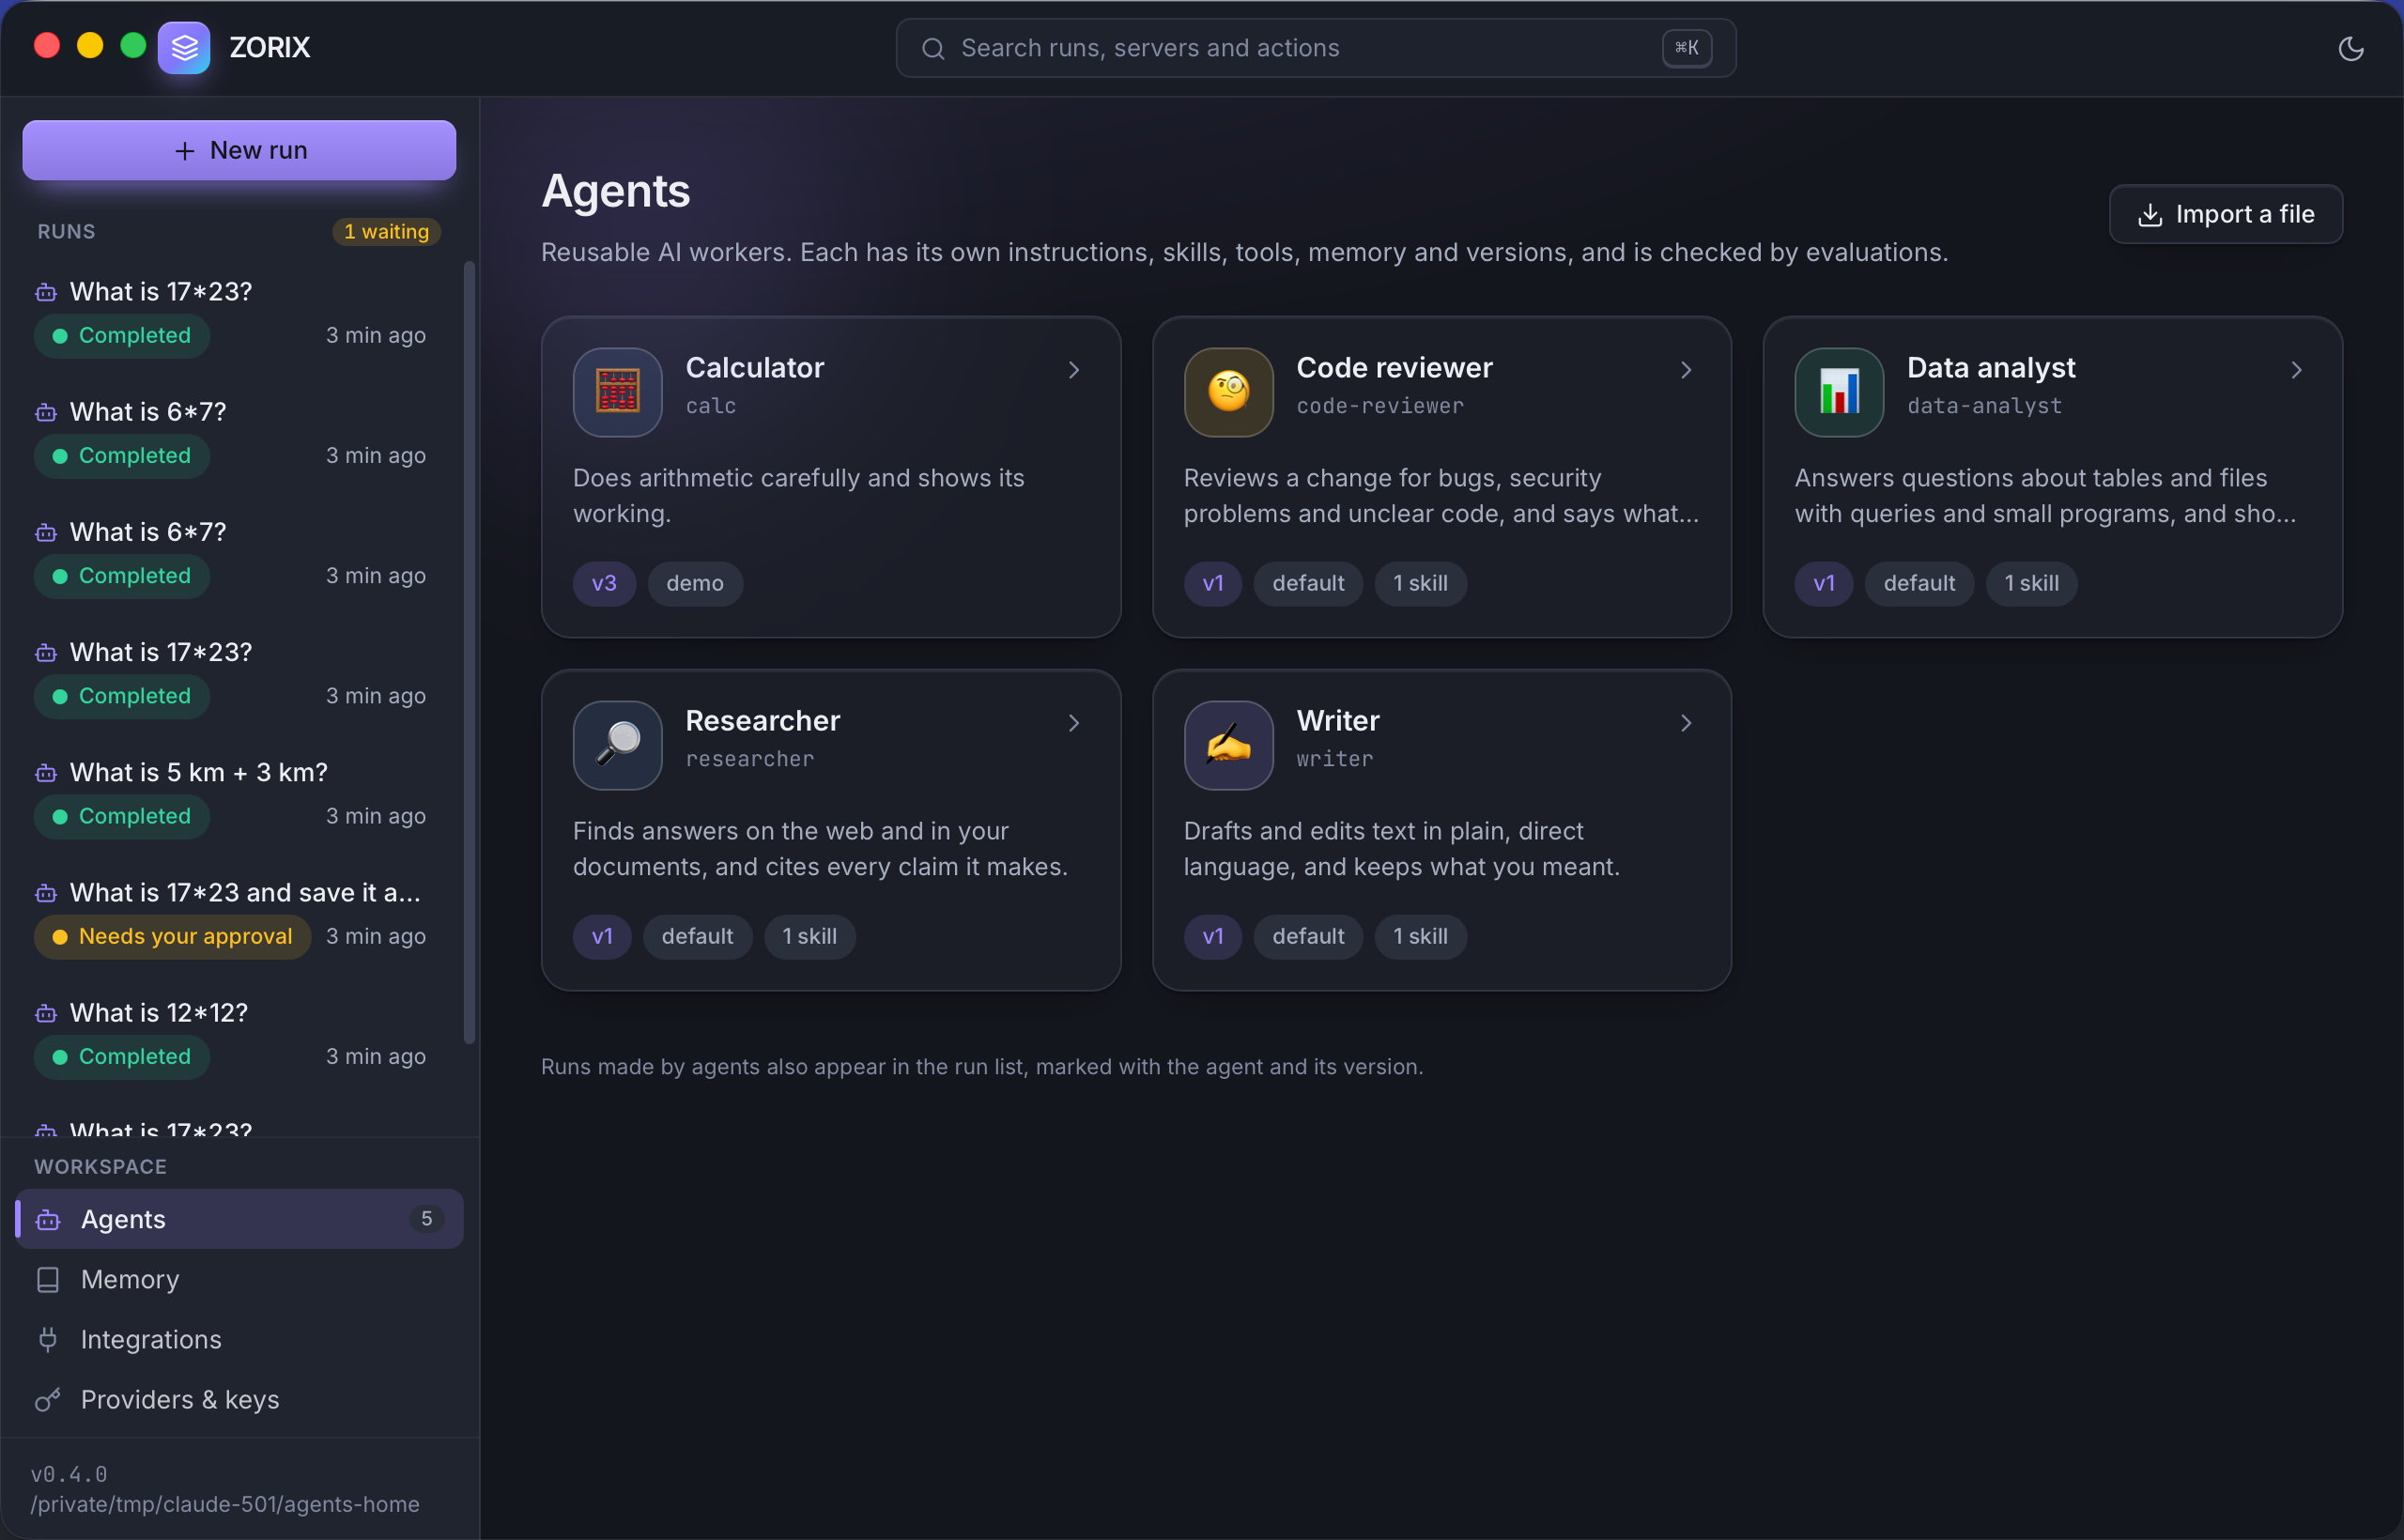 ZORIX
Search runs, servers and actions
⌘K
New run
RUNS
1 waiting
What is 17*23?
Completed
3 min ago
What is 6*7?
Completed
3 min ago
What is 6*7?
Completed
3 min ago
What is 17*23?
Completed
3 min ago
What is 5 km + 3 km?
Completed
3 min ago
What is 17*23 and save it a...
Needs your approval
3 min ago
What is 12*12?
Completed
3 min ago
What is 17*23?
WORKSPACE
Agents
5
Memory
Integrations
Providers & keys
v0.4.0
/private/tmp/claude-501/agents-home
Agents
Reusable AI workers. Each has its own instructions, skills, tools, memory and versions, and is checked by evaluations.
Import a file
Calculator
calc
Does arithmetic carefully and shows its
working.
v3
demo
Code reviewer
code-reviewer
Reviews a change for bugs, security
problems and unclear code, and says what...
v1
default
1 skill
Data analyst
data-analyst
Answers questions about tables and files
with queries and small programs, and sho...
v1
default
1 skill
Researcher
researcher
Finds answers on the web and in your
documents, and cites every claim it makes.
v1
default
1 skill
Writer
writer
Drafts and edits text in plain, direct
language, and keeps what you meant.
v1
default
1 skill
Runs made by agents also appear in the run list, marked with the agent and its version.